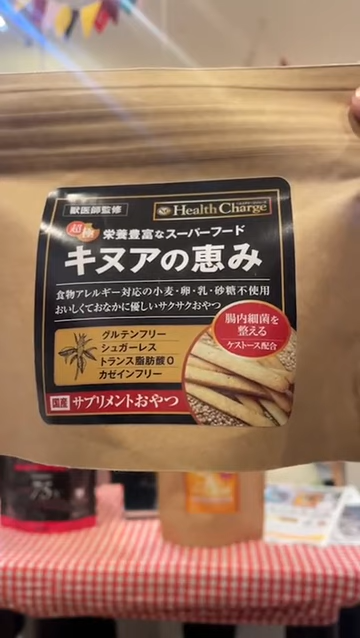 獣医師監修
Health Charge
超極
栄養豊富なスーパーフード
キヌアの恵み
食物アレルギー対応の小麦・卵・乳・砂糖不使用
おいしくておなかに優しいサクサクおやつ
グルテンフリー
シュガーレス
トランス脂肪酸0
カゼインフリー
腸内細菌を
整える
ケストース配合
国産 サプリメントおやつ
75